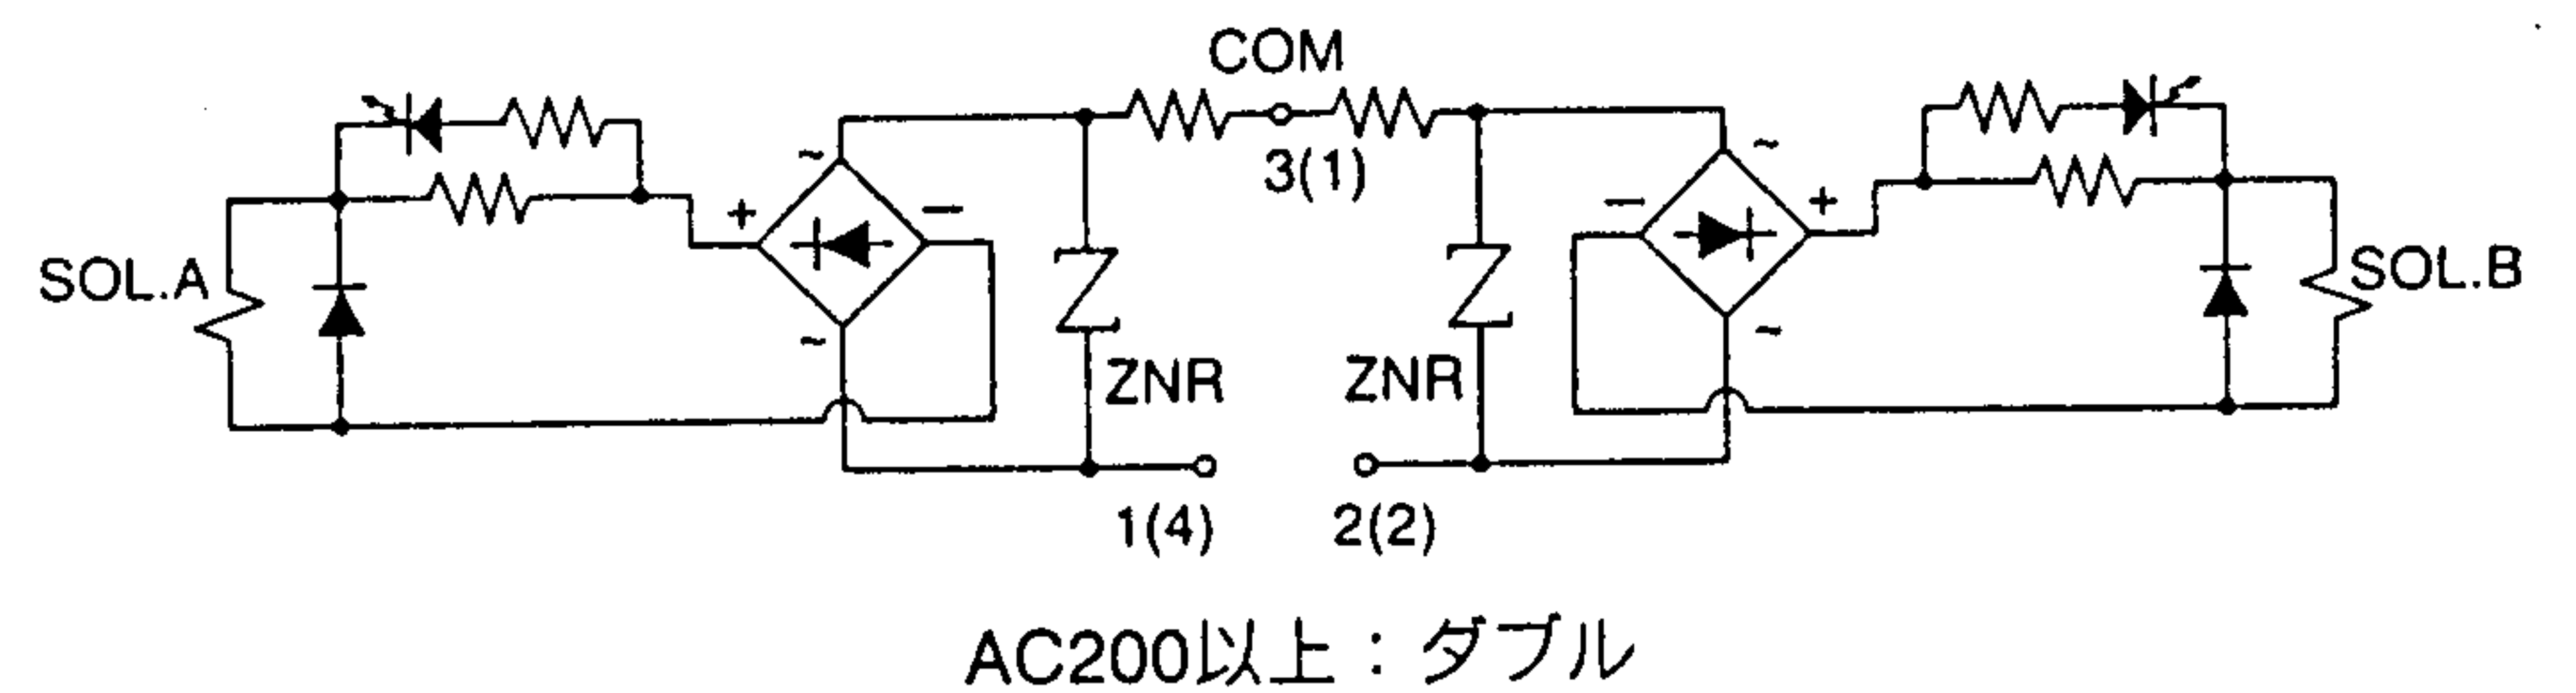 COM
3(1)
~
+
−
~
SOL.A
ZNR
1(4)
~
−
+
~
SOL.B
ZNR
2(2)
AC200以上：ダブル